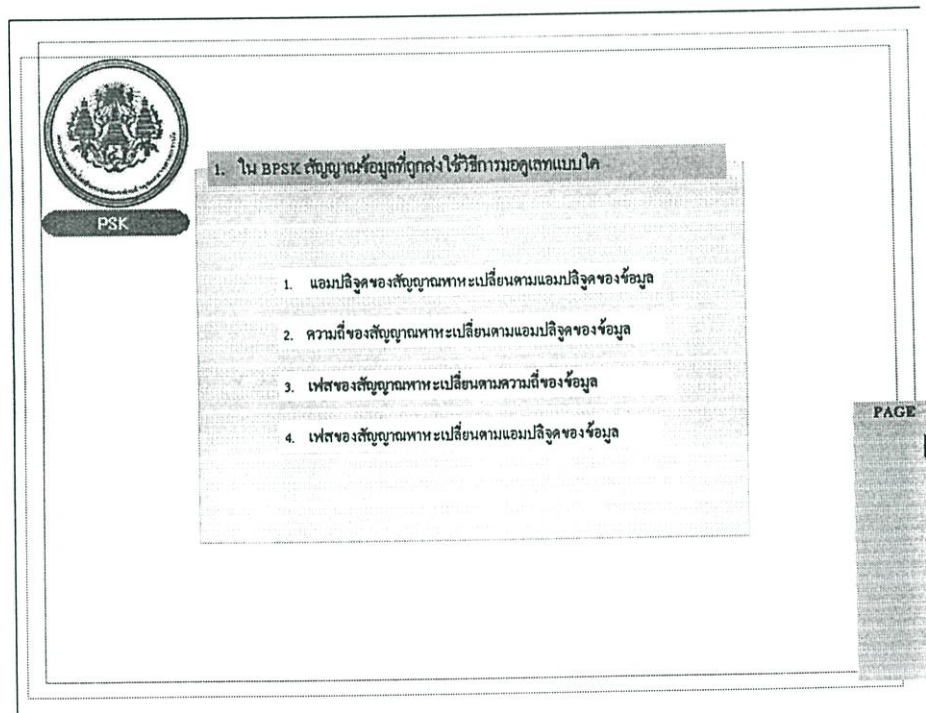 PSK
1. ใน BPSK สัญญาณข้อมูลที่ถูกส่งใช้วิธีการมอดูเลทแบบใด
1. แอมปลิจูดของสัญญาณพาหะเปลี่ยนตามแอมปลิจูดของข้อมูล
2. ความถี่ของสัญญาณพาหะเปลี่ยนตามแอมปลิจูดของข้อมูล
3. เฟสของสัญญาณพาหะเปลี่ยนตามความถี่ของข้อมูล
4. เฟสของสัญญาณพาหะเปลี่ยนตามแอมปลิจูดของข้อมูล
PAGE